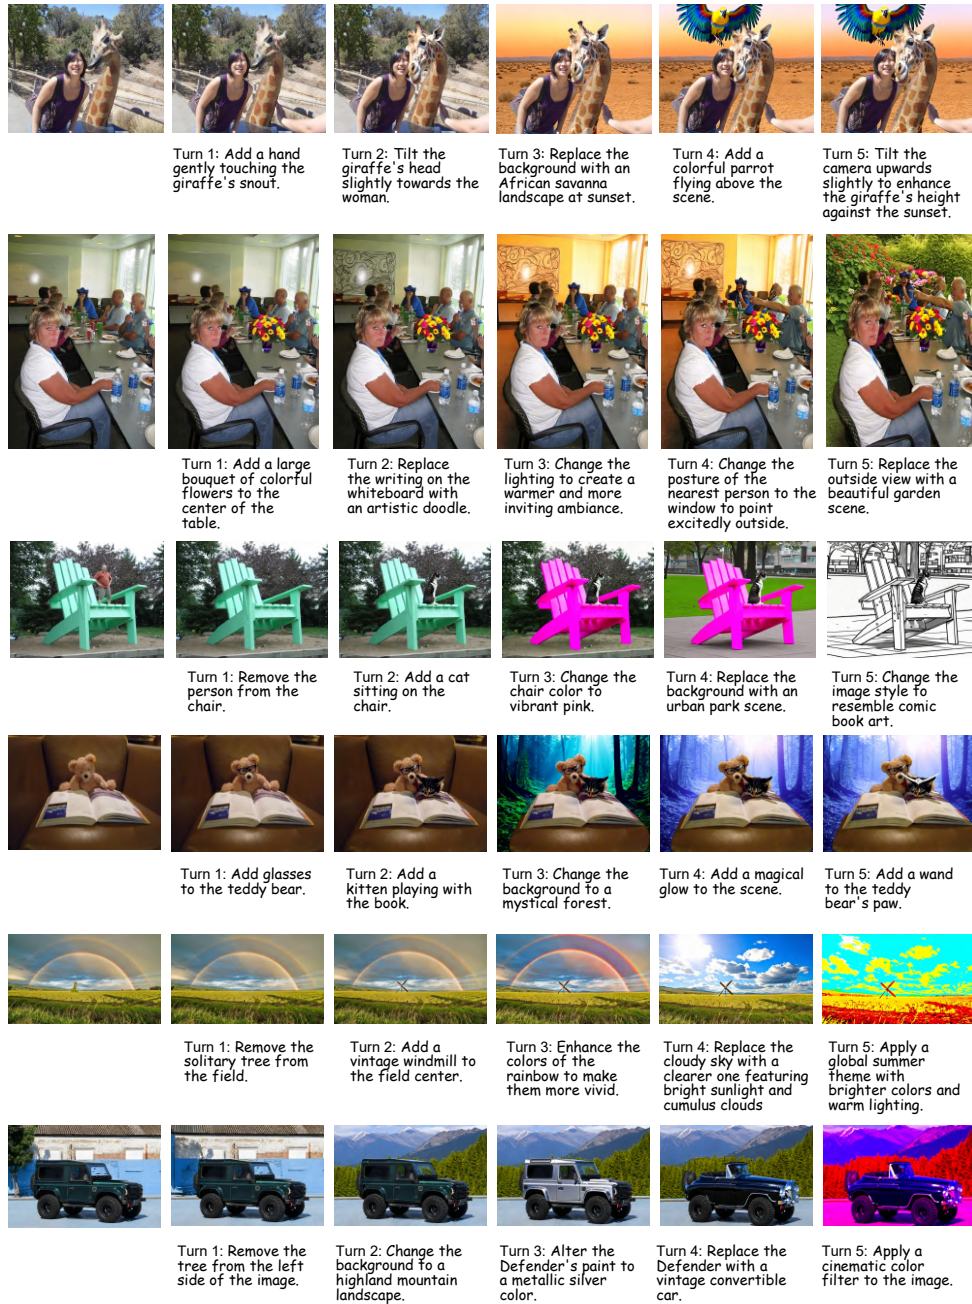 Turn 1: Add a hand
gently touching the
giraffe's snout.
Turn 2: Tilt the
giraffe's head
slightly towards the
woman.
Turn 3: Replace the
background with an
African savanna
landscape at sunset.
Turn 4: Add a
colorful parrot
flying above the
scene.
Turn 5: Tilt the
camera upwards
slightly to enhance
the giraffe's height
against the sunset.
Turn 1: Add a large
bouquet of colorful
flowers to the
center of the
table.
Turn 2: Replace
the writing on the
whiteboard with
an artistic doodle.
Turn 3: Change the
lighting to create a
warmer and more
inviting ambiance.
Turn 4: Change the
posture of the
nearest person to the
window to point
excitedly outside.
Turn 5: Replace the
outside view with a
beautiful garden
scene.
Turn 1: Remove the
person from the
chair.
Turn 2: Add a cat
sitting on the
chair.
Turn 3: Change the
chair color to
vibrant pink.
Turn 4: Replace the
background with an
urban park scene.
Turn 5: Change the
image style to
resemble comic
book art.
Turn 1: Add glasses
to the teddy bear.
Turn 2: Add a
kitten playing with
the book.
Turn 3: Change the
background to a
mystical forest.
Turn 4: Add a magical
glow to the scene.
Turn 5: Add a wand
to the teddy
bear's paw.
Turn 1: Remove the
solitary tree from
the field.
Turn 2: Add a
vintage windmill to
the field center.
Turn 3: Enhance the
colors of the
rainbow to make
them more vivid.
Turn 4: Replace the
cloudy sky with a
clearer one featuring
bright sunlight and
cumulus clouds
Turn 5: Apply a
global summer
theme with
brighter colors and
warm lighting.
Turn 1: Remove the
tree from the left
side of the image.
Turn 2: Change the
background to a
highland mountain
landscape.
Turn 3: Alter the
Defender's paint to
a metallic silver
color.
Turn 4: Replace the
Defender with a
vintage convertible
car.
Turn 5: Apply a
cinematic color
filter to the image.